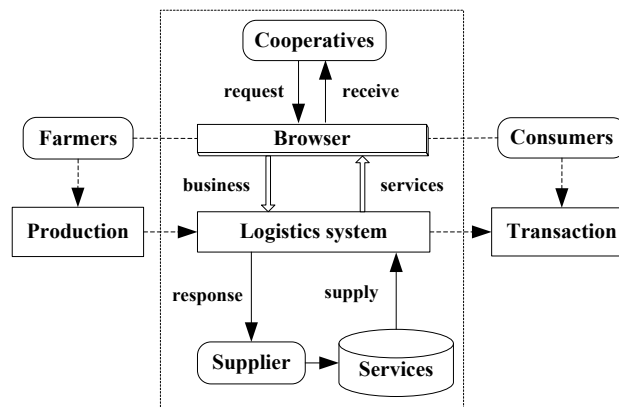 Cooperatives
request
receive
Farmers
Browser
Consumers
business
services
Production
Logistics system
Transaction
response
supply
Supplier
Services